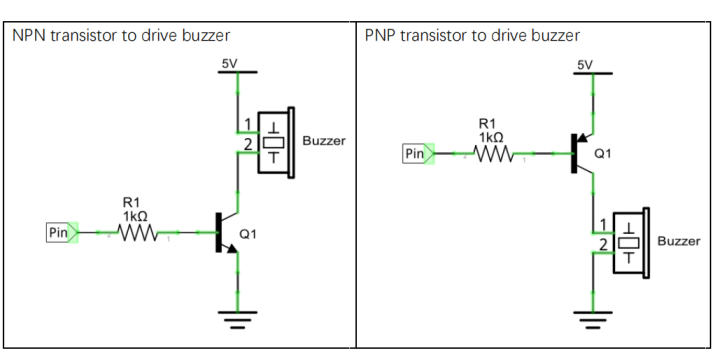 NPN transistor to drive buzzer
5V
1
2
Buzzer
R1
1kΩ
Pin
Q1
PNP transistor to drive buzzer
5V
R1
1kΩ
Pin
Q1
1
2
Buzzer